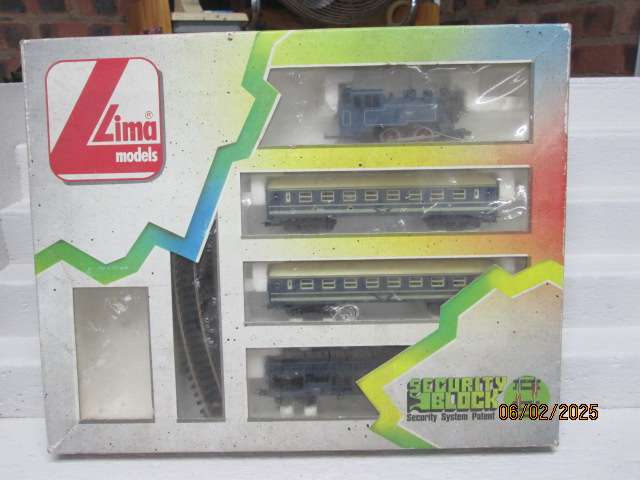 Lima®
models
SECURITY
BLOCK
Security System Patent
06/02/2025